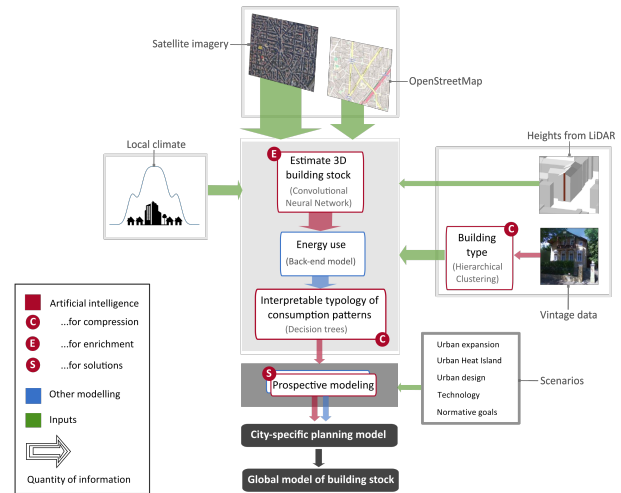 Satellite imagery
OpenStreetMap
Local climate
Heights from LiDAR
E
Estimate 3D
building stock
(Convolutional
Neural Network)
Energy use
(Back-end model)
C
Building
type
(Hierarchical
Clustering)
Vintage data
Interpretable typology of
consumption patterns
(Decision trees)
C
S
Prospective modeling
Urban expansion
Urban Heat Island
Urban design
Technology
Normative goals
Scenarios
City-specific planning model
Global model of building stock
Artificial intelligence
C ...for compression
E ...for enrichment
S ...for solutions
Other modelling
Inputs
Quantity of information